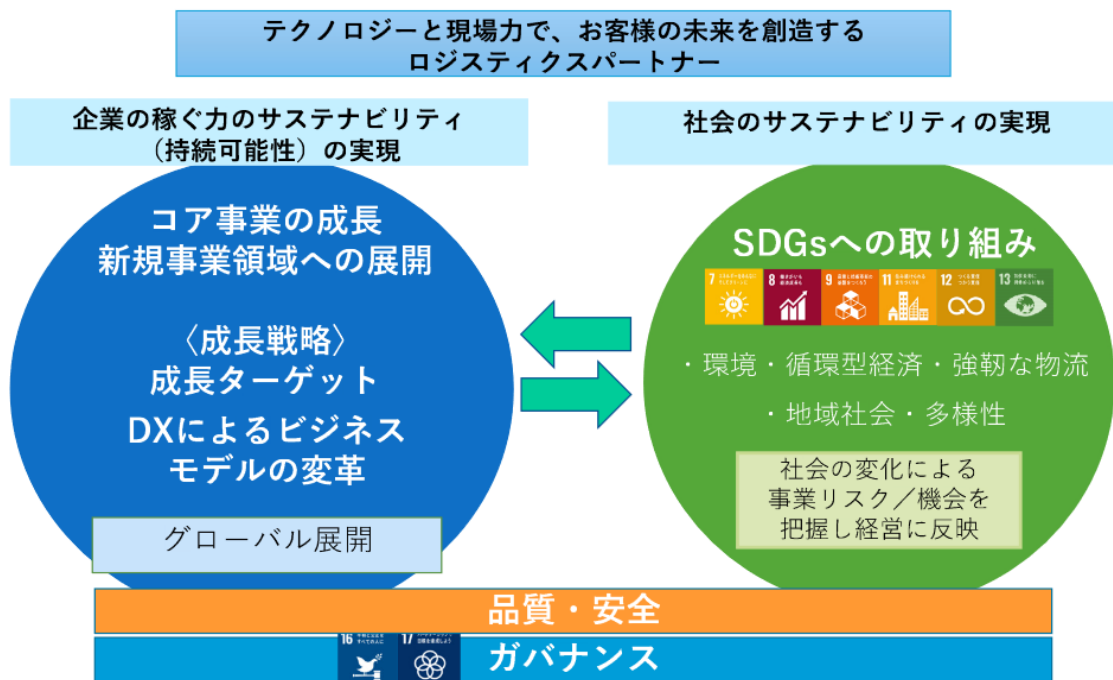 テクノロジーと現場力で、お客様の未来を創造する
ロジスティクスパートナー
企業の稼ぐ力のサステナビリティ
（持続可能性）の実現
コア事業の成長
新規事業領域への展開
〈成長戦略〉
成長ターゲット
DXによるビジネス
モデルの変革
グローバル展開
社会のサステナビリティの実現
SDGsへの取り組み
7
8
9
11
12
13
・環境・循環型経済・強靭な物流
・地域社会・多様性
社会の変化による
事業リスク／機会を
把握し経営に反映
品質・安全
16
17
ガバナンス